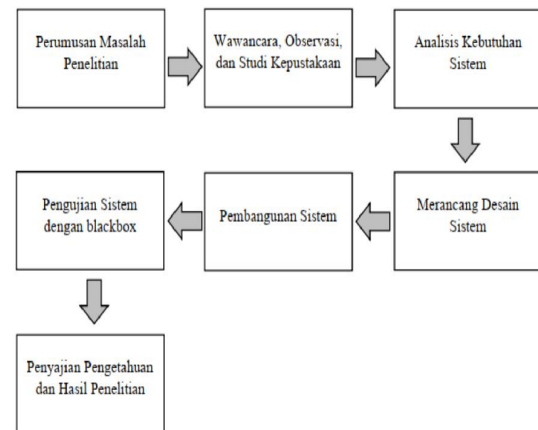 Perumusan Masalah
Penelitian
Wawancara, Observasi,
dan Studi Kepustakaan
Analisis Kebutuhan
Sistem
Merancang Desain
Sistem
Pembangunan Sistem
Pengujian Sistem
dengan blackbox
Penyajian Pengetahuan
dan Hasil Penelitian